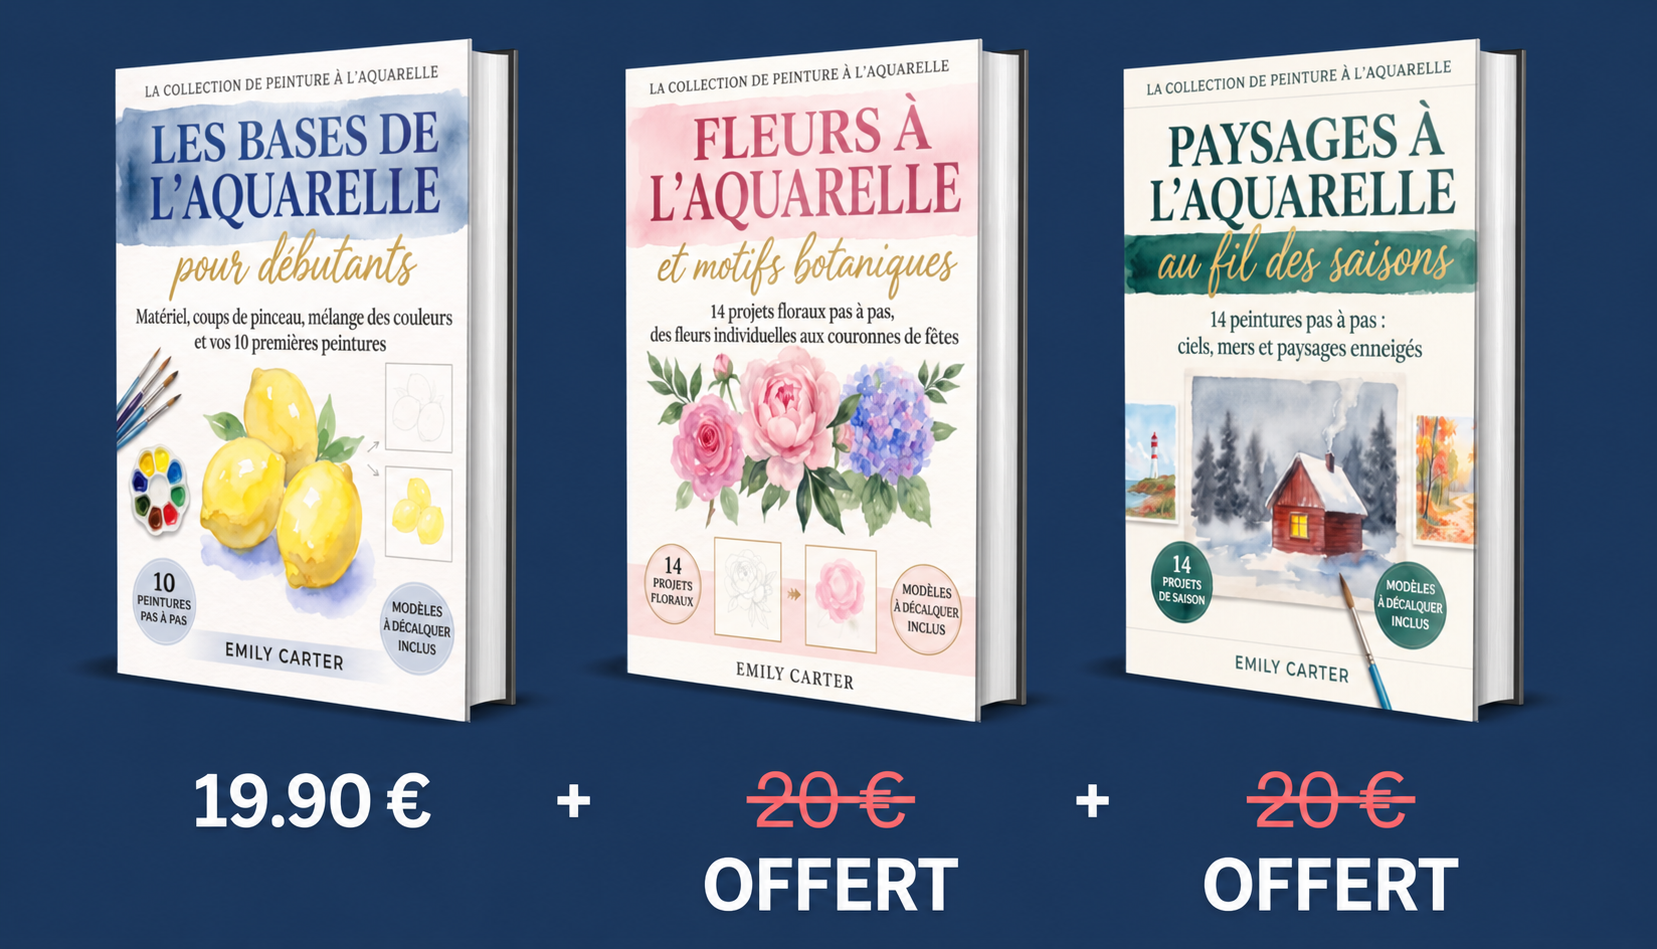 LA COLLECTION DE PEINTURE À L'AQUARELLE
LES BASES DE
L'AQUARELLE
pour débutants
Matériel, coups de pinceau, mélange des couleurs
et vos 10 premières peintures
10
PEINTURES
PAS À PAS
MODÈLES
À DÉCALQUER
INCLUS
EMILY CARTER
LA COLLECTION DE PEINTURE À L'AQUARELLE
FLEURS À
L'AQUARELLE
et motifs botaniques
14 projets floraux pas à pas,
des fleurs individuelles aux couronnes de fêtes
14
PROJETS
FLORAUX
MODÈLES
À DÉCALQUER
INCLUS
EMILY CARTER
LA COLLECTION DE PEINTURE À L'AQUARELLE
PAYSAGES À
L'AQUARELLE
au fil des saisons
14 peintures pas à pas :
ciels, mers et paysages enneigés
14
PROJETS
DE SAISON
MODÈLES
À DÉCALQUER
INCLUS
EMILY CARTER
19.90 € + 20 € + 20 €
OFFERT OFFERT